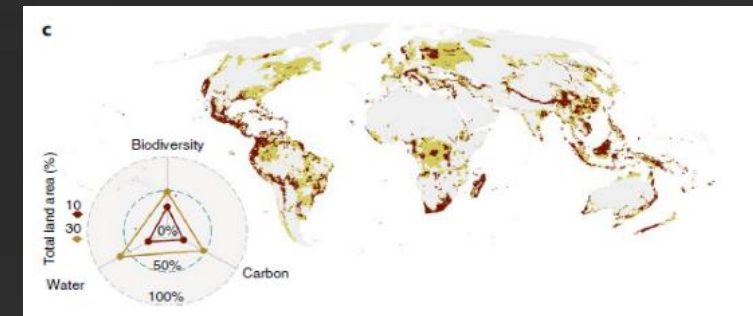 c
Biodiversity
Total land area (%)
10
30
0%
50%
100%
Water
Carbon